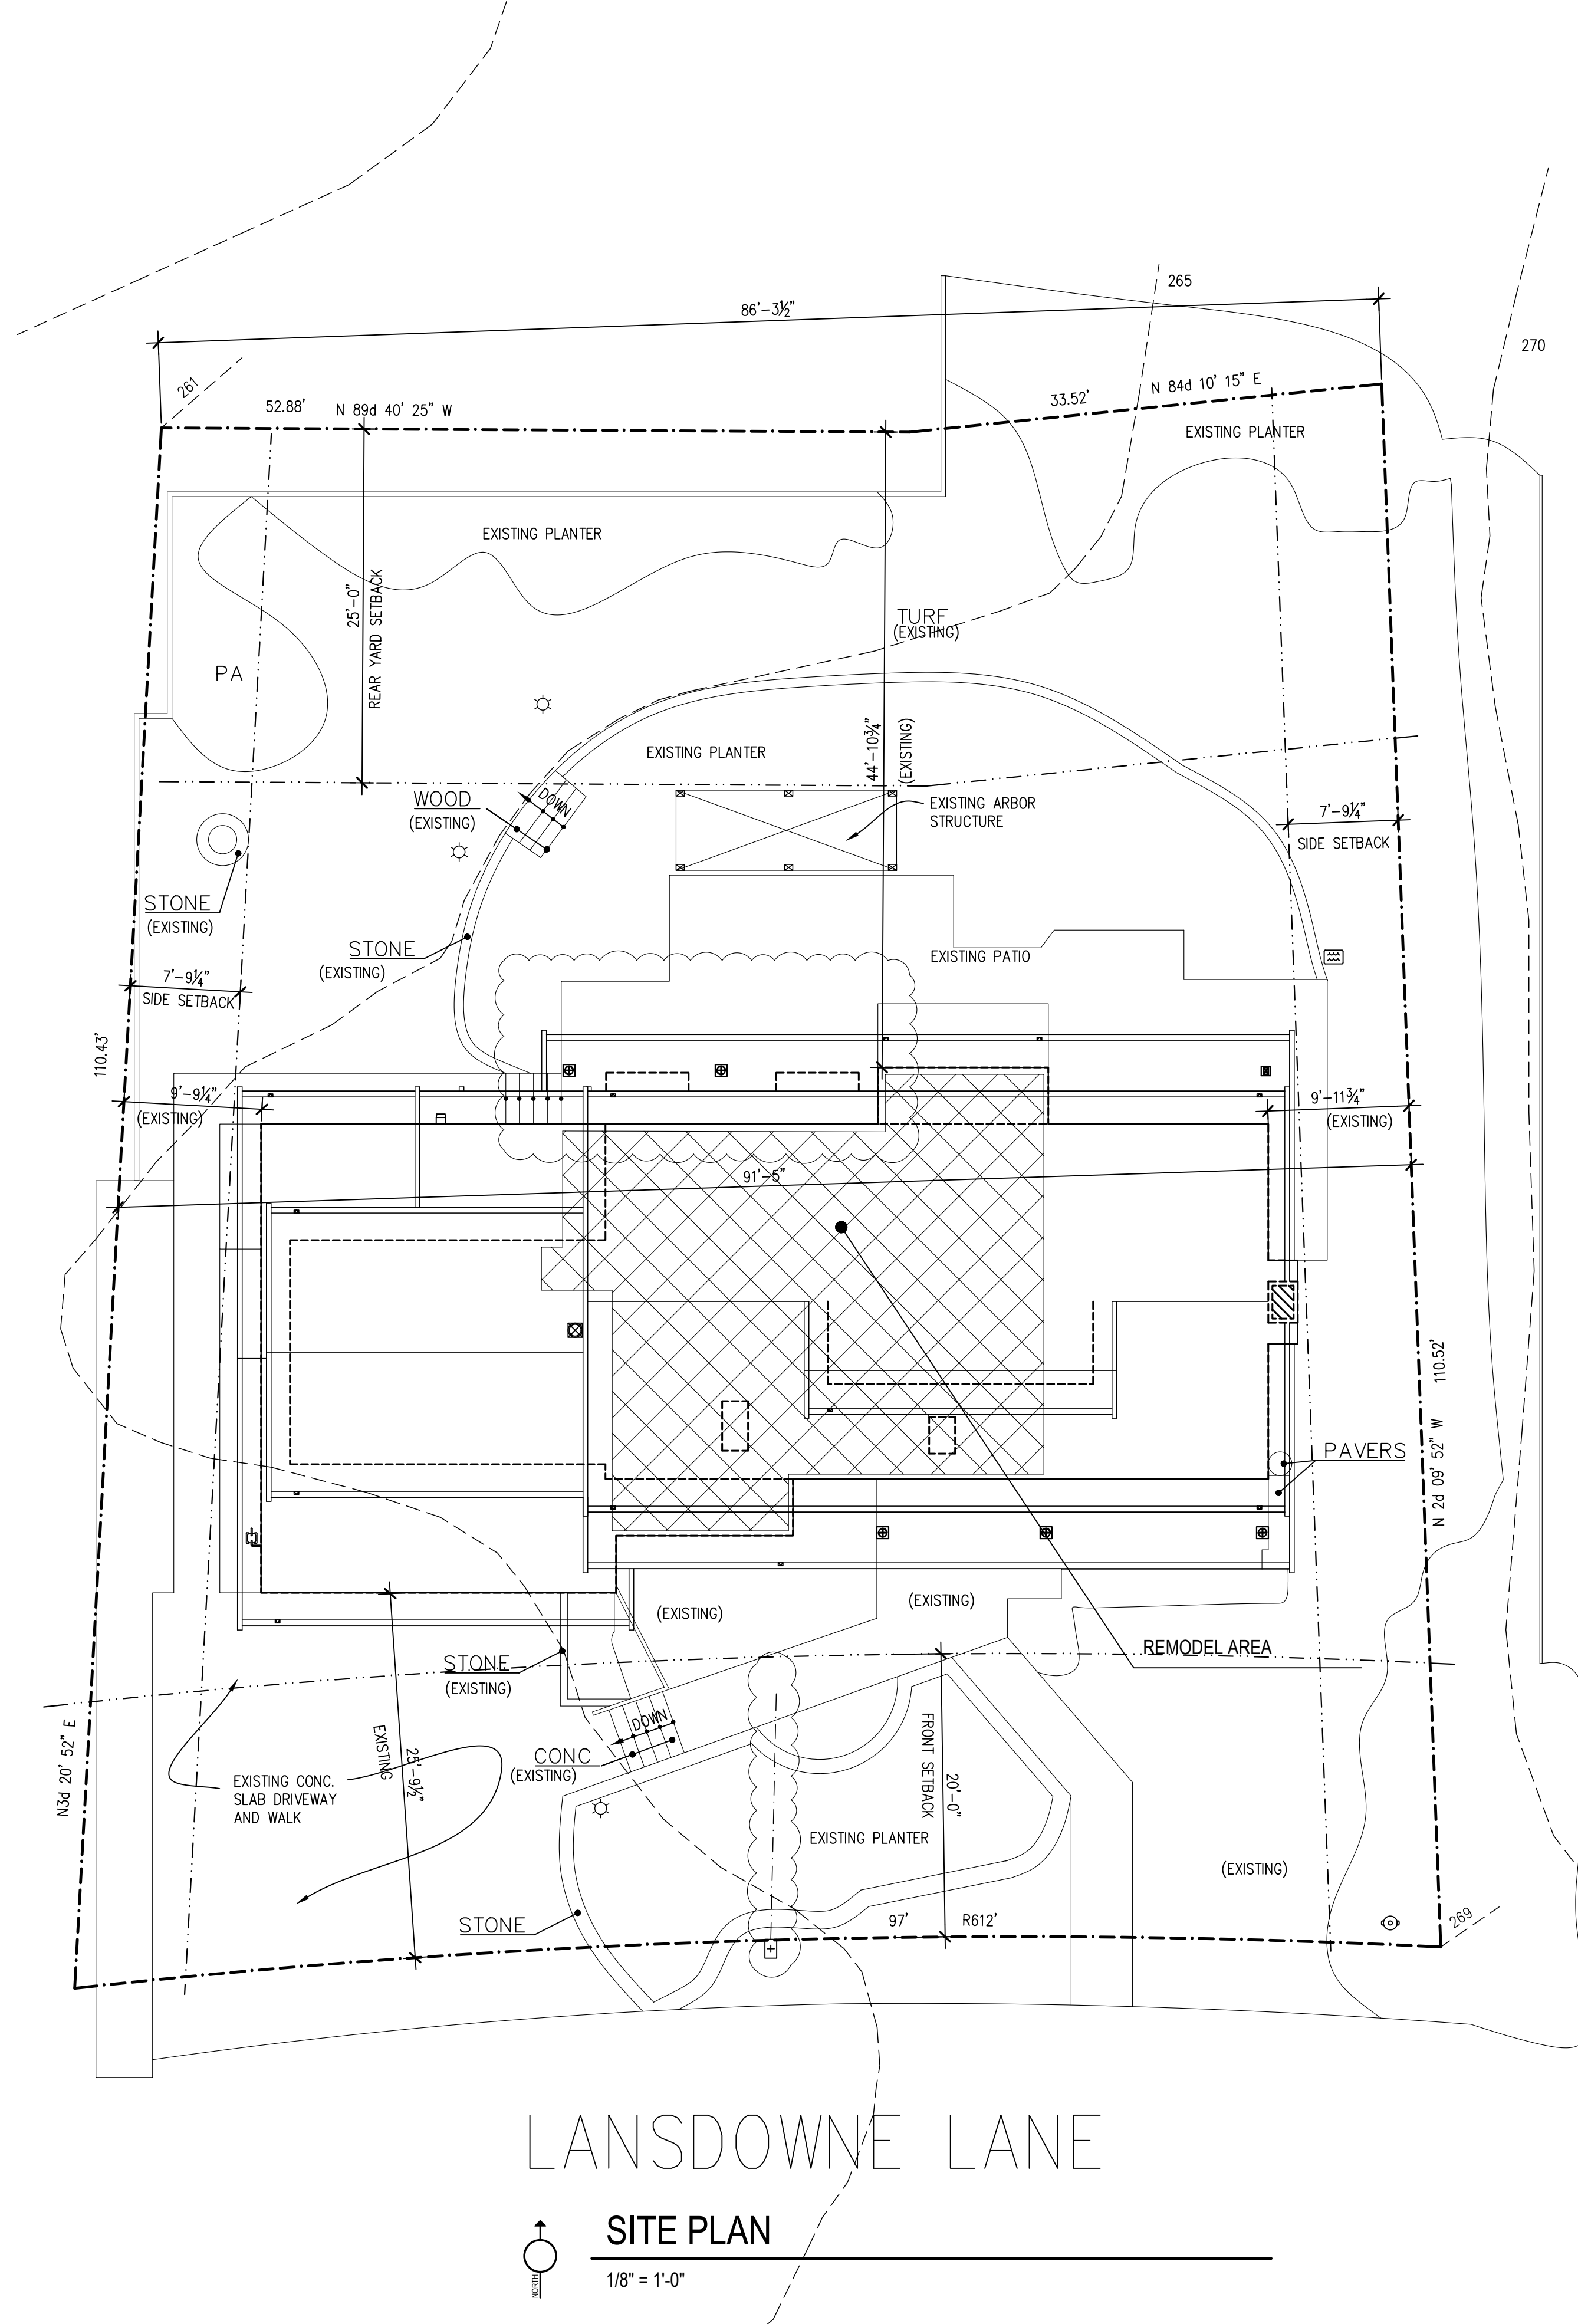 265
86'-3½"
270
261
52.88'
N 89d 40' 25" W
33.52'
N 84d 10' 15" E
EXISTING PLANTER
EXISTING PLANTER
25'-0"
REAR YARD SETBACK
TURF
(EXISTING)
PA
44'-10¾"
(EXISTING)
EXISTING PLANTER
WOOD
(EXISTING)
DOWN
EXISTING ARBOR
STRUCTURE
7'-9¼"
SIDE SETBACK
STONE
(EXISTING)
STONE
(EXISTING)
EXISTING PATIO
7'-9¼"
SIDE SETBACK
110.43'
9'-9¼"
(EXISTING)
9'-11¾"
(EXISTING)
91'-5"
110.52'
N 2d 09' 52" W
PAVERS
(EXISTING)
(EXISTING)
REMODEL AREA
STONE
(EXISTING)
DOWN
N3d 20' 52" E
EXISTING
25'-9½"
CONC
(EXISTING)
FRONT SETBACK
20'-0"
EXISTING CONC.
SLAB DRIVEWAY
AND WALK
EXISTING PLANTER
(EXISTING)
STONE
97'
R612'
269
LANSDOWNE LANE
SITE PLAN
1/8" = 1'-0"
NORTH